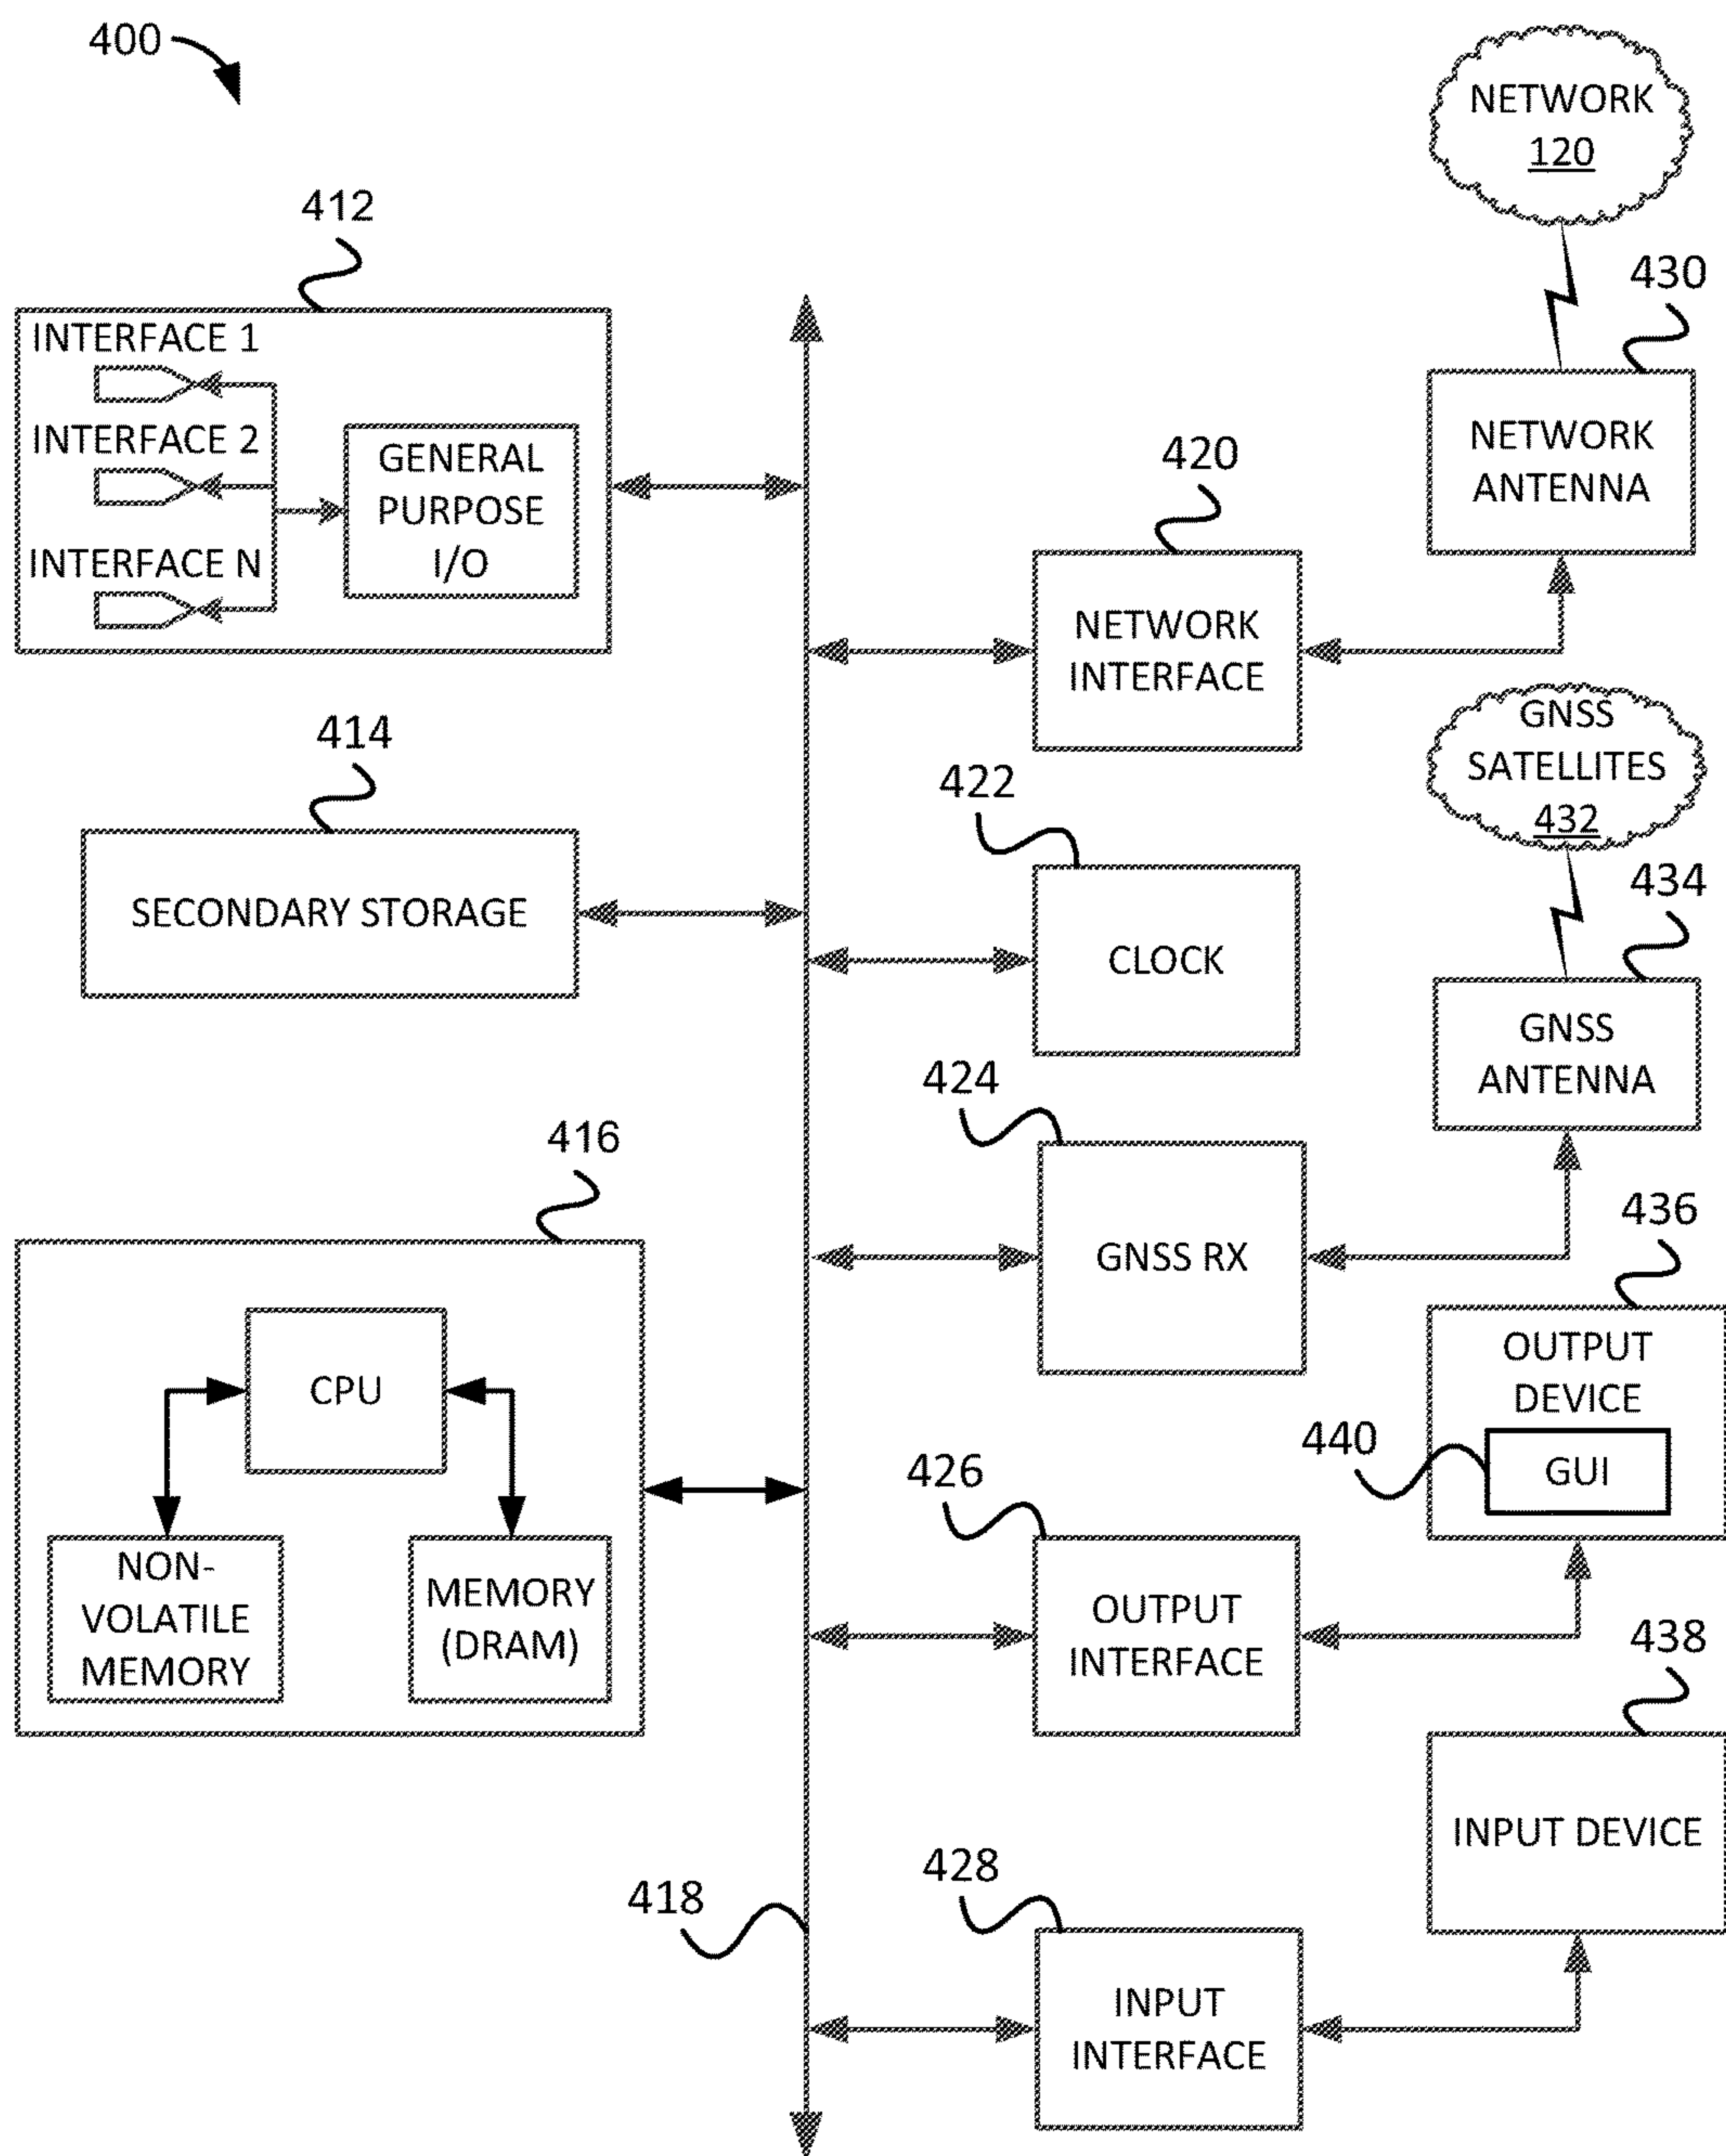 400
NETWORK
120
412
430
INTERFACE 1
INTERFACE 2
INTERFACE N
GENERAL
PURPOSE
I/O
NETWORK
ANTENNA
420
NETWORK
INTERFACE
414
SECONDARY STORAGE
GNSS
SATELLITES
432
422
CLOCK
434
GNSS
ANTENNA
424
GNSS RX
416
CPU
NON-
VOLATILE
MEMORY
MEMORY
(DRAM)
436
OUTPUT
DEVICE
440
GUI
426
OUTPUT
INTERFACE
438
INPUT DEVICE
418
428
INPUT
INTERFACE